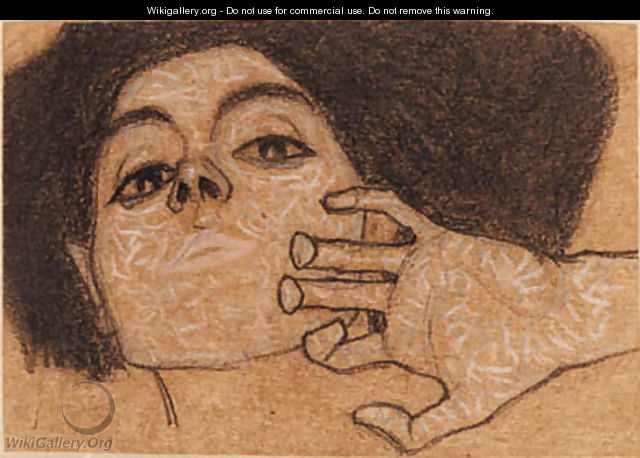 Wikigallery.org - Do not use for commercial use. Do not remove this warning.
WikiGallery.Org